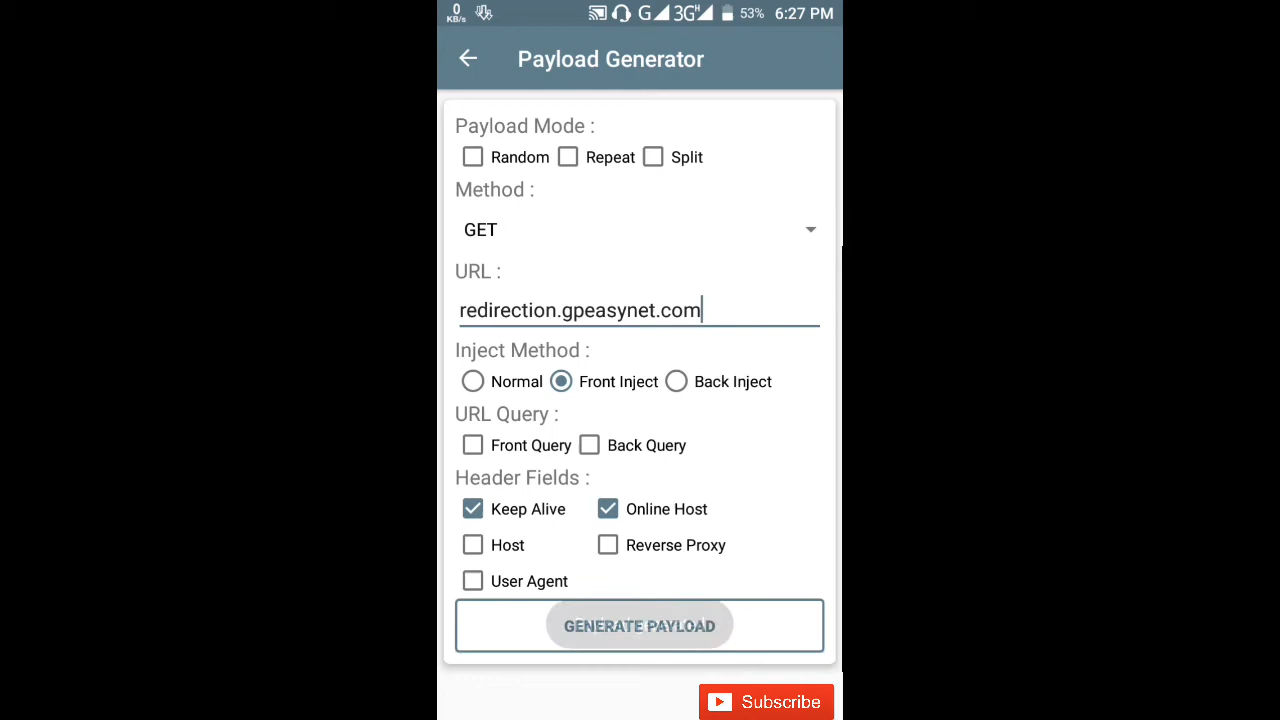 0
KB/s
G 3G H 53% 6:27 PM
Payload Generator
Payload Mode :
Random Repeat Split
Method :
GET
URL :
redirection.gpeasynet.com
Inject Method :
Normal Front Inject Back Inject
URL Query :
Front Query Back Query
Header Fields :
Keep Alive Online Host
Host Reverse Proxy
User Agent
GENERATE PAYLOAD
Subscribe